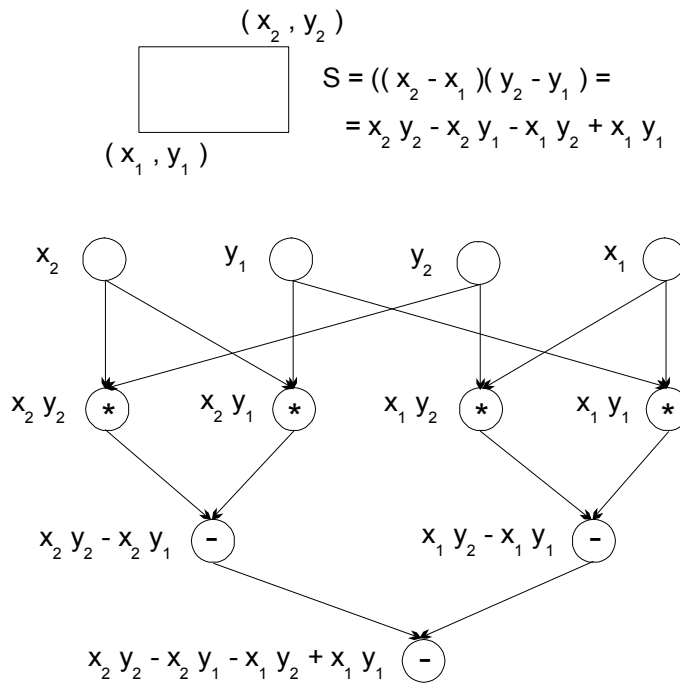 ( x₂ , y₂ )
S = (( x₂ - x₁ )( y₂ - y₁ ) =
= x₂ y₂ - x₂ y₁ - x₁ y₂ + x₁ y₁
( x₁ , y₁ )
x₂ y₁ y₂ x₁
x₂ y₂ * x₂ y₁ * x₁ y₂ * x₁ y₁ *
x₂ y₂ - x₂ y₁ - x₁ y₂ - x₁ y₁ -
x₂ y₂ - x₂ y₁ - x₁ y₂ + x₁ y₁ -